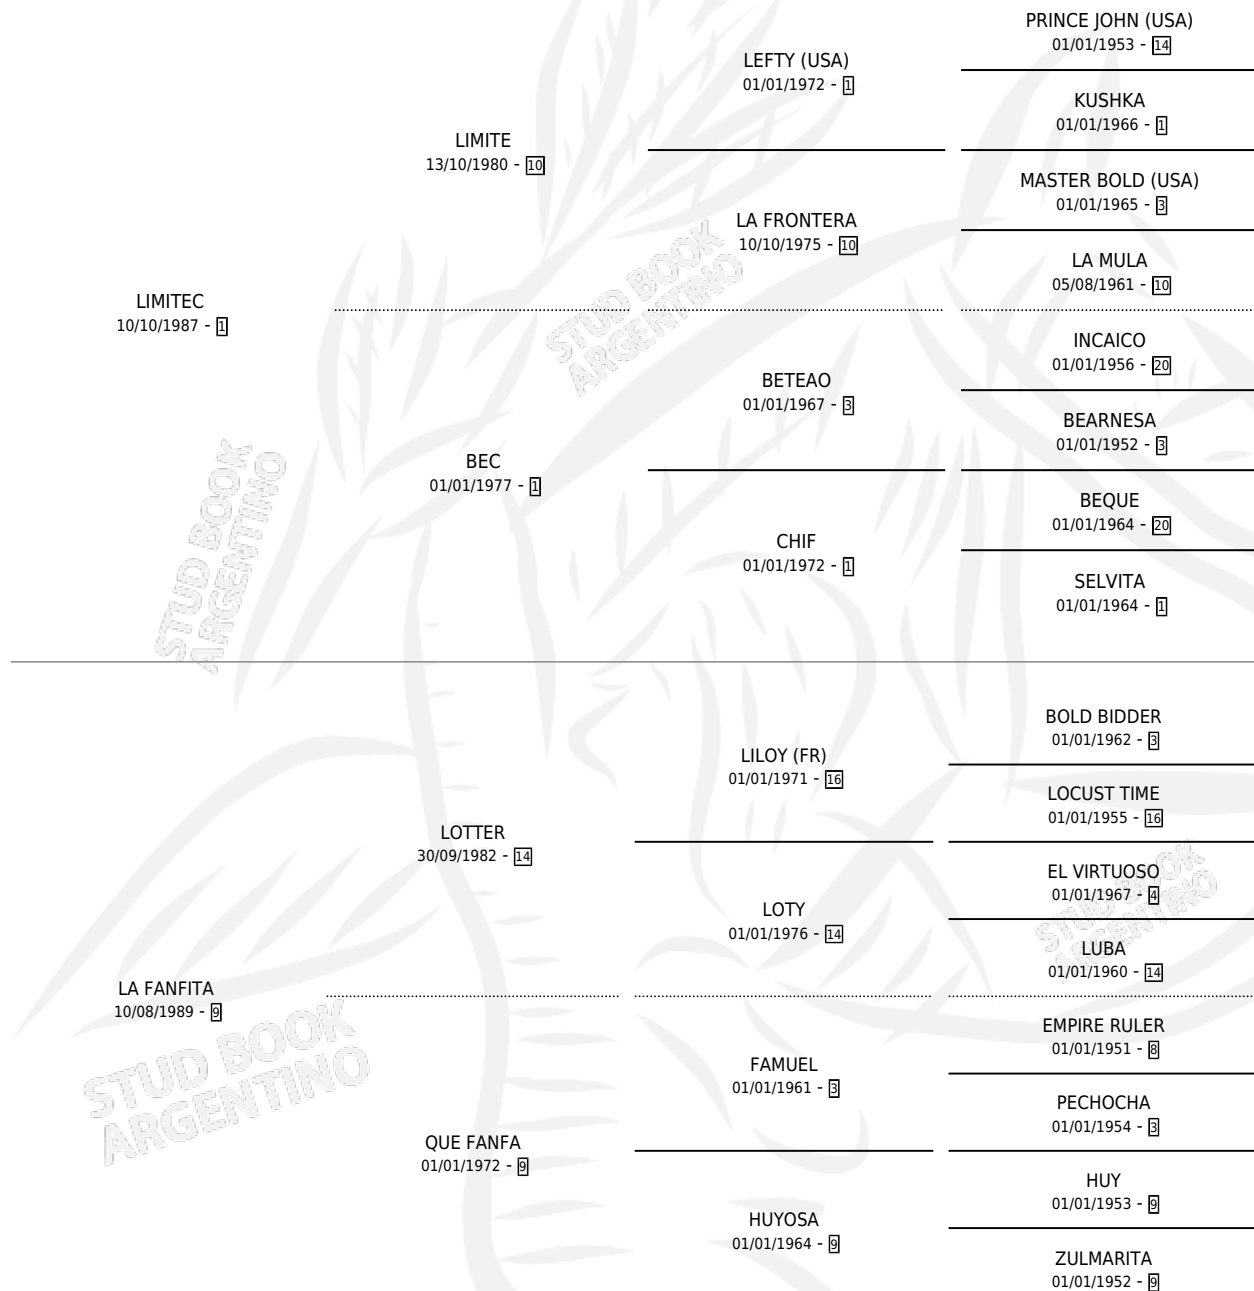 PRINCE JOHN (USA)
01/01/1953 - 14
LEFTY (USA)
01/01/1972 - 1
KUSHKA
01/01/1966 - 1
LIMITE
13/10/1980 - 10
MASTER BOLD (USA)
01/01/1965 - 3
LA FRONTERA
10/10/1975 - 10
LA MULA
05/08/1961 - 10
LIMITEC
10/10/1987 - 1
STUD BOOK
ARGENTINO
INCAICO
01/01/1956 - 20
BETEAO
01/01/1967 - 3
BEARNESA
01/01/1952 - 3
BEC
01/01/1977 - 1
BEQUE
01/01/1964 - 20
CHIF
01/01/1972 - 1
SELVITA
01/01/1964 - 1
STUD BOOK
ARGENTINO
BOLD BIDDER
01/01/1962 - 3
LILOY (FR)
01/01/1971 - 16
LOCUST TIME
01/01/1955 - 16
LOTTER
30/09/1982 - 14
EL VIRTUOSO
01/01/1967 - 4
LOTY
01/01/1976 - 14
STUD BOOK
ARGENTINO
LUBA
01/01/1960 - 14
LA FANFITA
10/08/1989 - 9
STUD BOOK
ARGENTINO
EMPIRE RULER
01/01/1951 - 8
FAMUEL
01/01/1961 - 3
PECHOCHA
01/01/1954 - 3
QUE FANFA
01/01/1972 - 9
HUY
01/01/1953 - 9
HUYOSA
01/01/1964 - 9
ZULMARITA
01/01/1952 - 9